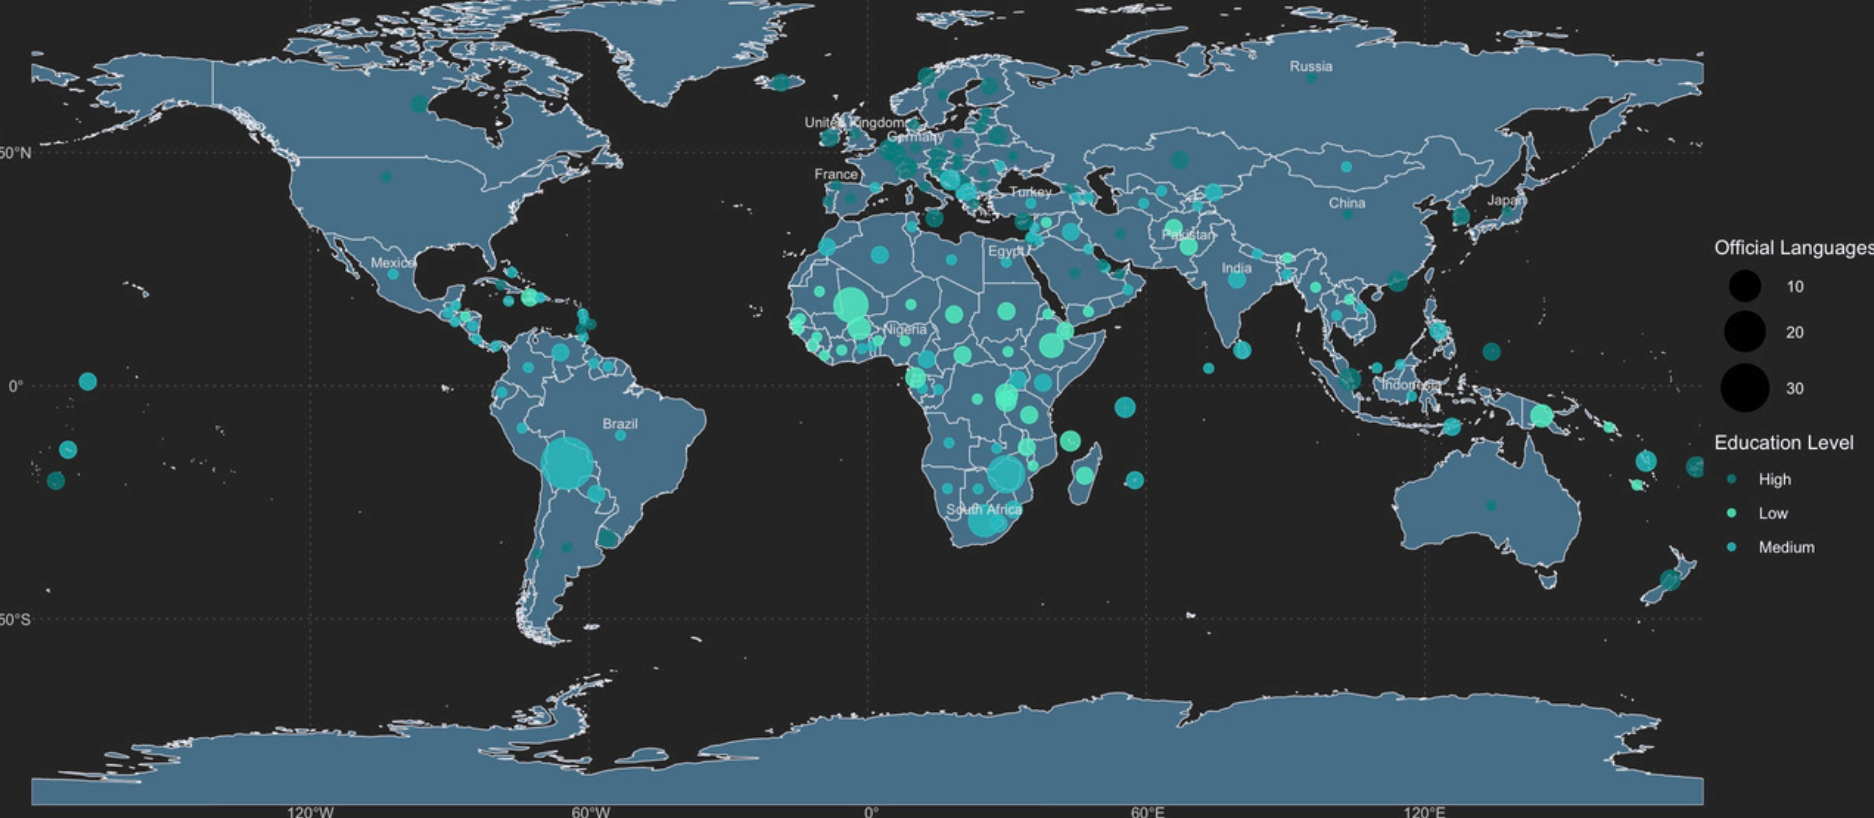 Russia
United Kingdom
Germany
50°N
France
Turkey
China
Japan
Pakistan
Egypt
Mexico
India
Official Languages
10
Nigeria
20
0°
Indonesia
30
Brazil
Education Level
High
South Africa
Low
Medium
50°S
120°W
60°W
0°
60°E
120°E